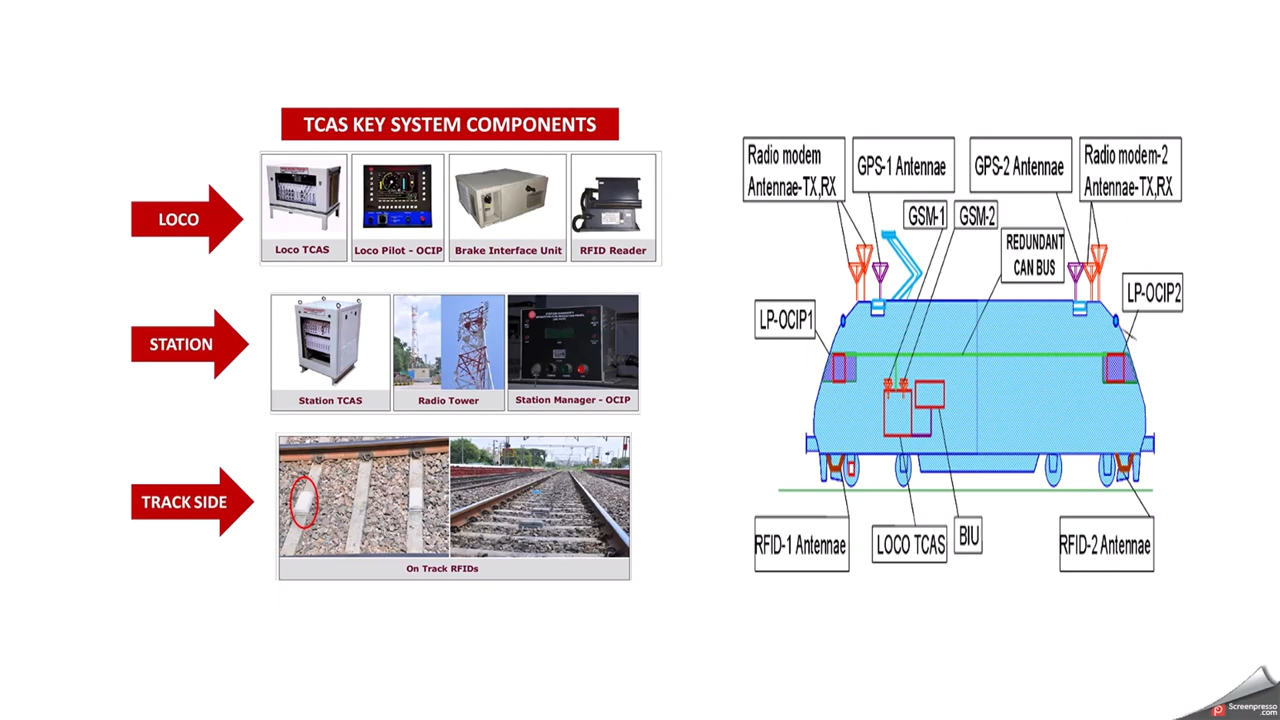 TCAS KEY SYSTEM COMPONENTS
LOCO
Loco TCAS
Loco Pilot - OCIP
Brake Interface Unit
RFID Reader
STATION
Station TCAS
Radio Tower
Station Manager - OCIP
TRACK SIDE
On Track RFIDs
Radio modem
Antennae-TX,RX
GPS-1 Antennae
GPS-2 Antennae
Radio modem-2
Antennae-TX,RX
GSM-1
GSM-2
REDUNDANT
CAN BUS
LP-OCIP1
LP-OCIP2
RFID-1 Antennae
LOCO TCAS
BIU
RFID-2 Antennae
Screenpresso
.com